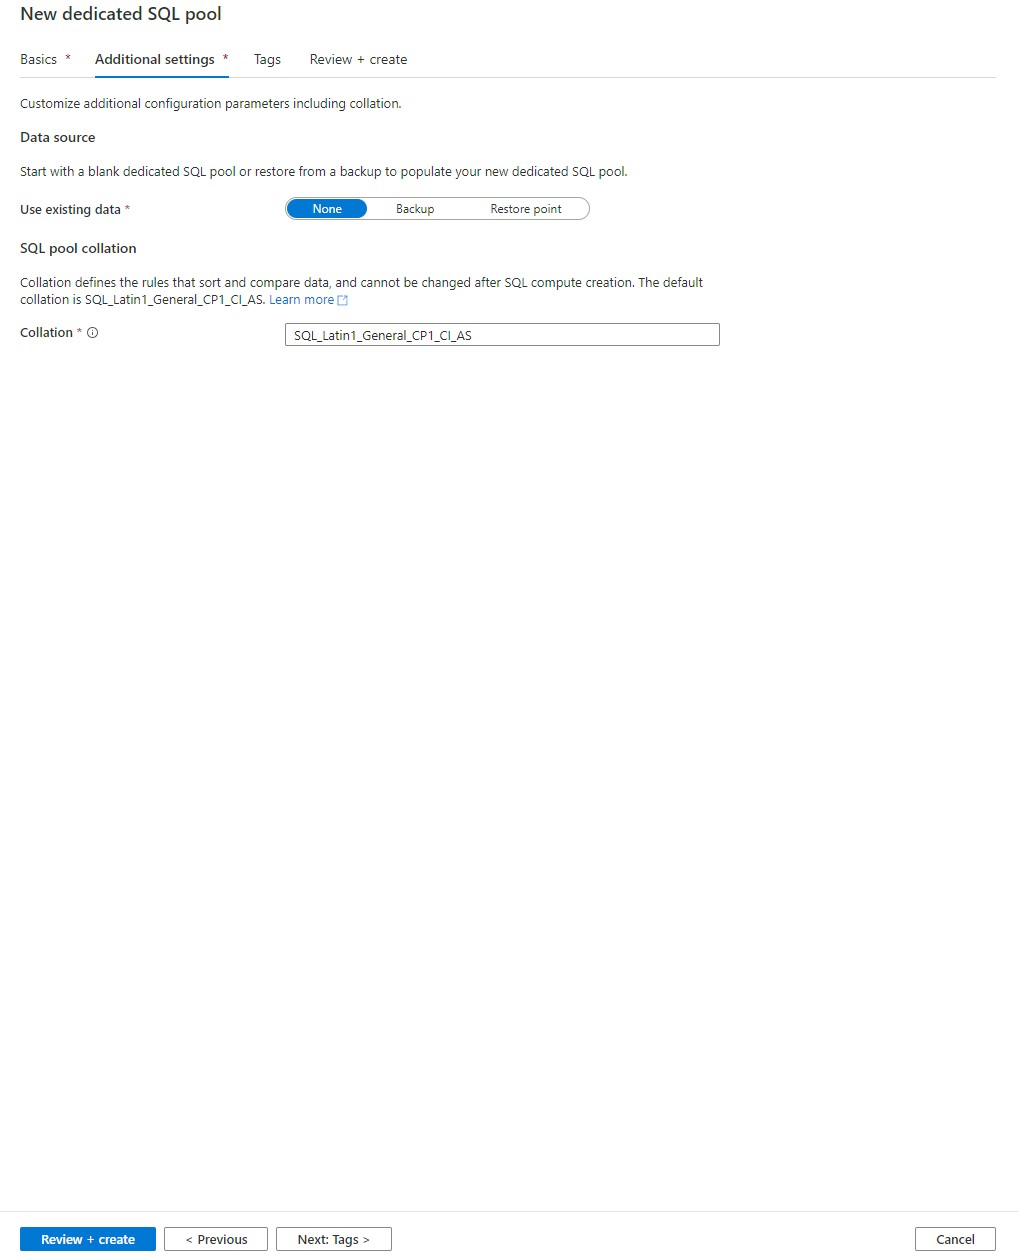 New dedicated SQL pool
Basics * Additional settings * Tags Review + create
Customize additional configuration parameters including collation.
Data source
Start with a blank dedicated SQL pool or restore from a backup to populate your new dedicated SQL pool.
Use existing data * None Backup Restore point
SQL pool collation
Collation defines the rules that sort and compare data, and cannot be changed after SQL compute creation. The default
collation is SQL_Latin1_General_CP1_CI_AS. Learn more
Collation * SQL_Latin1_General_CP1_CI_AS
Review + create < Previous Next: Tags > Cancel